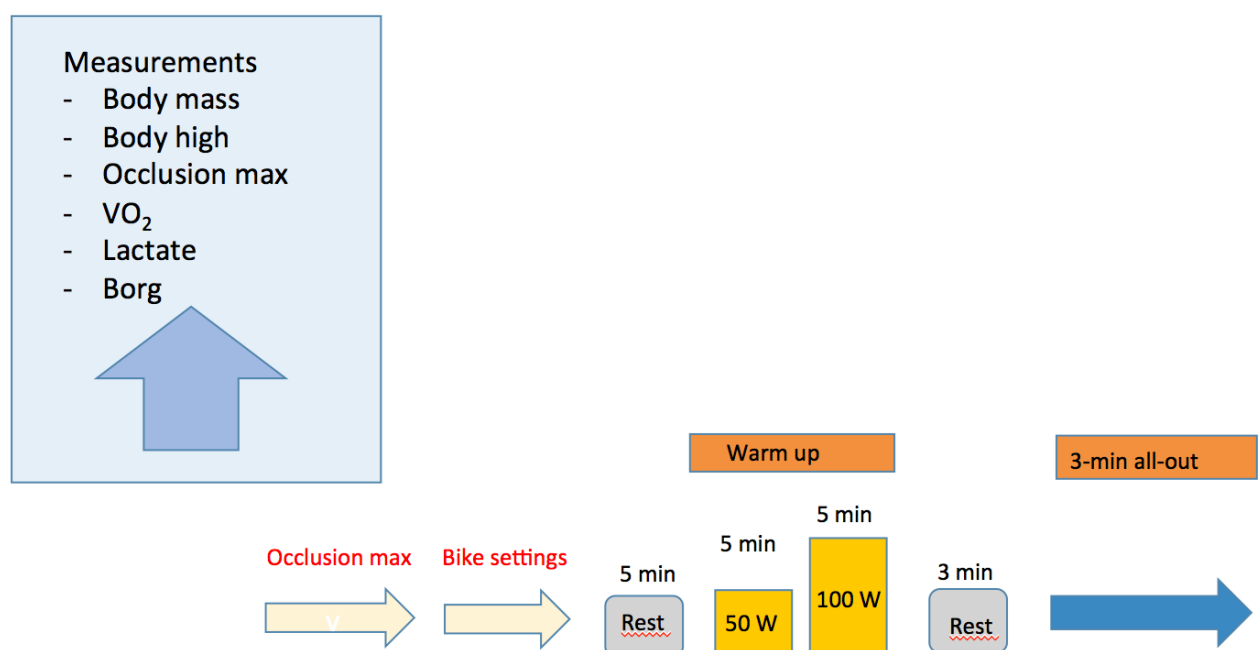 Measurements
- Body mass
- Body high
- Occlusion max
- VO₂
- Lactate
- Borg
Warm up
3-min all-out
5 min
5 min
Occlusion max
Bike settings
5 min
3 min
v
Rest
50 W
100 W
Rest